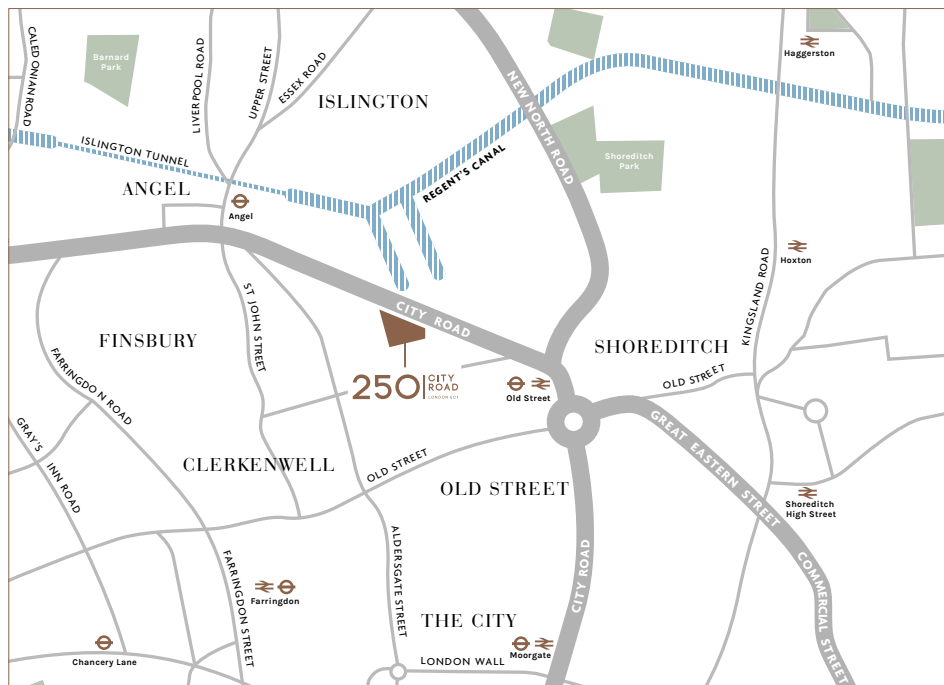 CALEDONIAN ROAD
Barnard
Park
LIVERPOOL ROAD
UPPER STREET
ESSEX ROAD
ISLINGTON
NEW NORTH ROAD
Haggerston
ISLINGTON TUNNEL
ANGEL
Angel
REGENT'S CANAL
Shoreditch
Park
Hoxton
KINGSLAND ROAD
ST JOHN STREET
CITY ROAD
FINSBURY
SHOREDITCH
FARRINGDON ROAD
250
CITY
ROAD
LONDON EC1
Old Street
OLD STREET
GRAY'S
INN ROAD
CLERKENWELL
OLD STREET
OLD STREET
GREAT EASTERN STREET
Shoreditch
High Street
ALDERSGATE STREET
FARRINGDON STREET
Farringdon
CITY ROAD
COMMERCIAL STREET
THE CITY
Chancery Lane
Moorgate
LONDON WALL